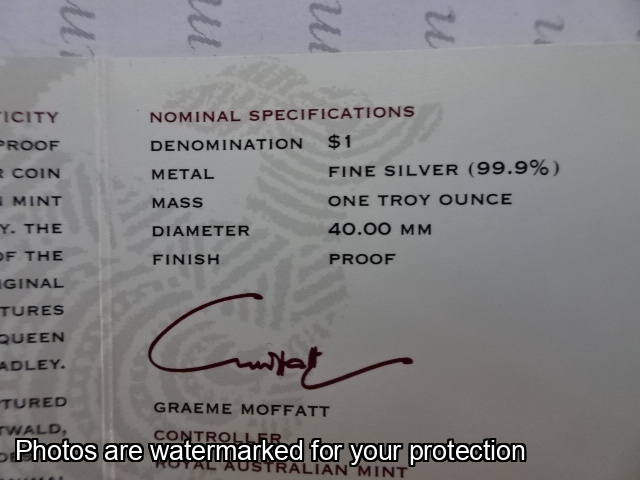 ICITY
PROOF
COIN
MINT
Y. THE
OF THE
IGINAL
TURES
QUEEN
ADLEY.
TURED
TWALD,
NOMINAL SPECIFICATIONS
DENOMINATION $1
METAL FINE SILVER (99.9%)
MASS ONE TROY OUNCE
DIAMETER 40.00 MM
FINISH PROOF
GRAEME MOFFATT
CONTROLLER
ROYAL AUSTRALIAN MINT
Photos are watermarked for your protection